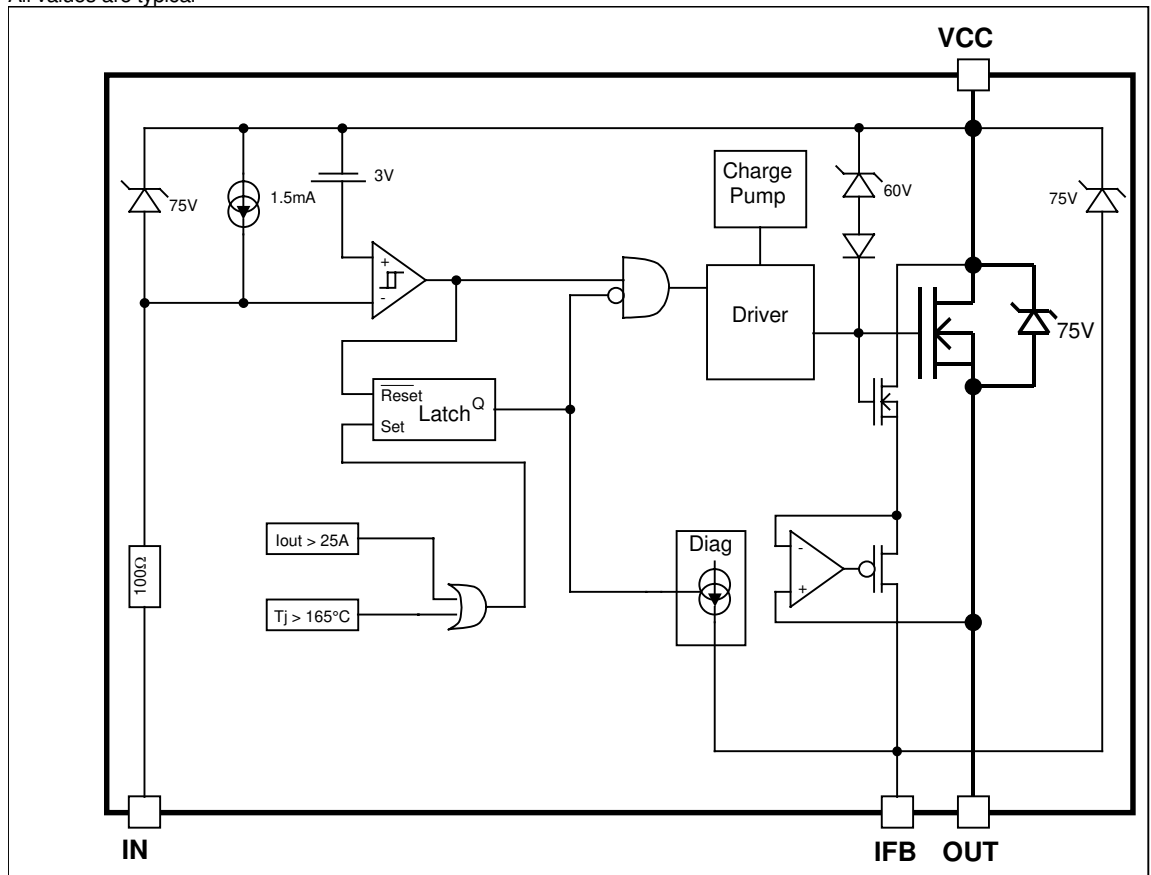 All values are typical
VCC
3V
75V
1.5mA
Charge
Pump
60V
75V
+
-
Driver
75V
Reset
Latch
Q
Set
Iout > 25A
Tj > 165°C
100Ω
Diag
-
+
IN
IFB
OUT